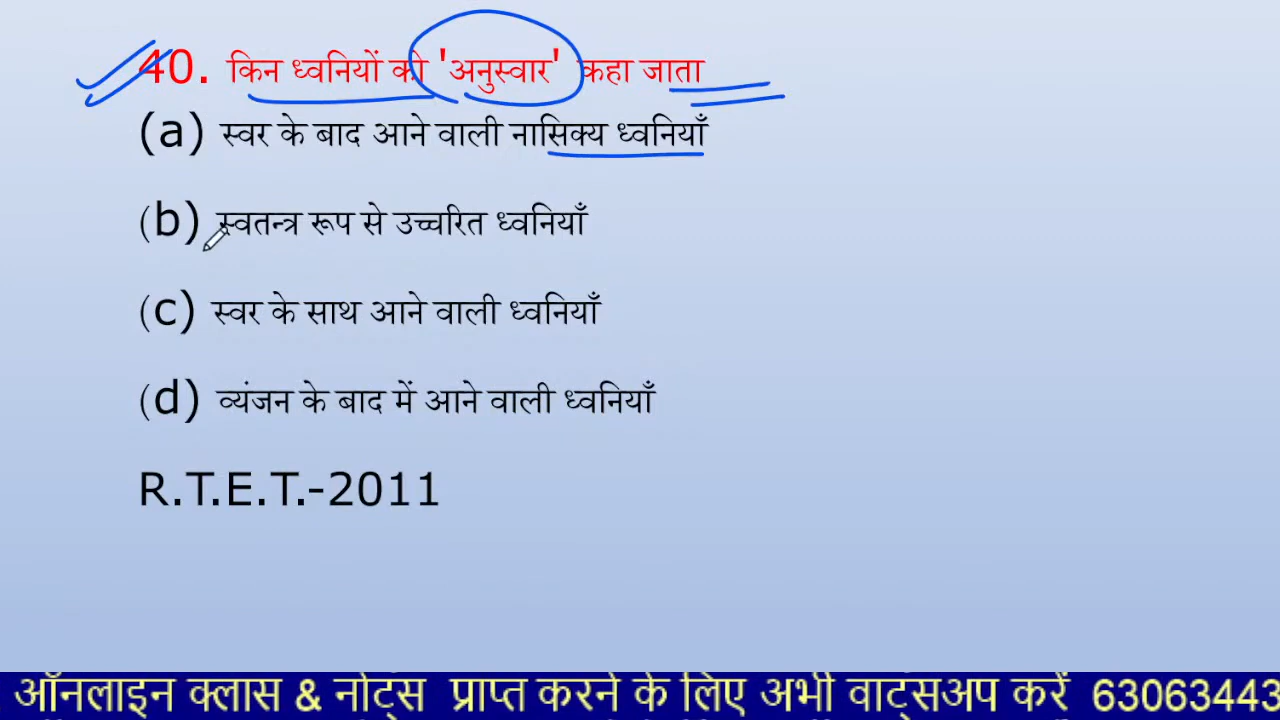 40. किन ध्वनियों को 'अनुस्वार' कहा जाता
(a) स्वर के बाद आने वाली नासिक्य ध्वनियाँ
(b) स्वतन्त्र रूप से उच्चरित ध्वनियाँ
(c) स्वर के साथ आने वाली ध्वनियाँ
(d) व्यंजन के बाद में आने वाली ध्वनियाँ
R.T.E.T.-2011
ऑनलाइन क्लास & नोट्स प्राप्त करने के लिए अभी वाट्सअप करें 63063443